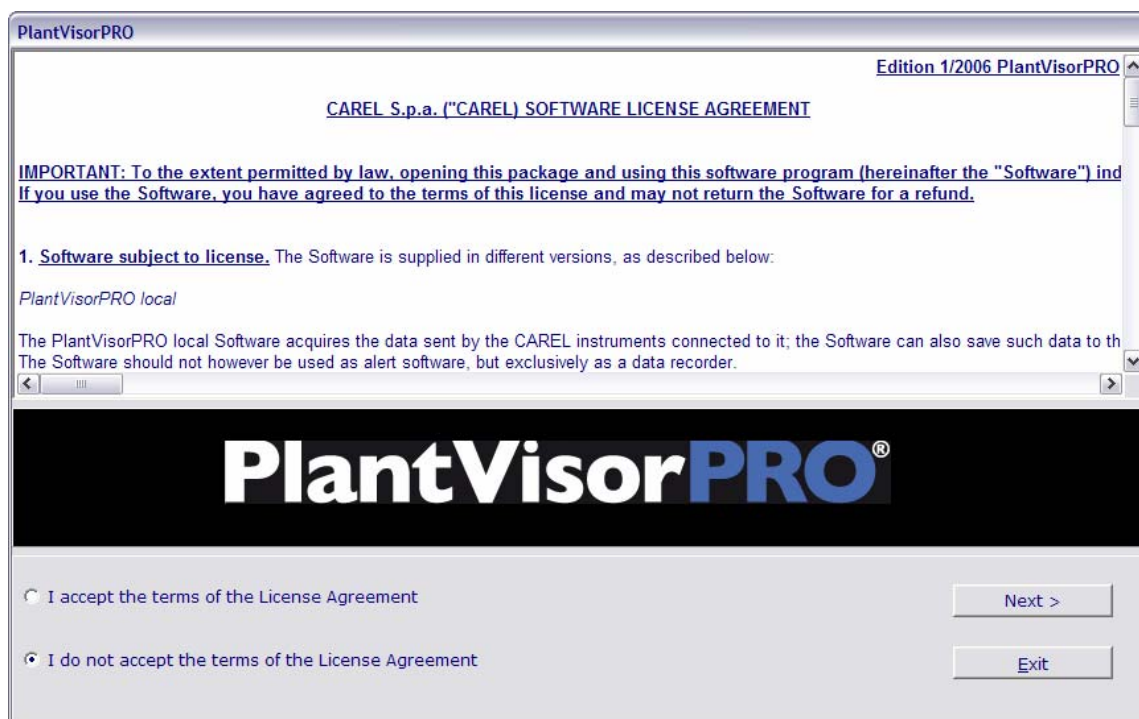 PlantVisorPRO
Edition 1/2006 PlantVisorPRO
CAREL S.p.a. ("CAREL) SOFTWARE LICENSE AGREEMENT
IMPORTANT: To the extent permitted by law, opening this package and using this software program (hereinafter the "Software") ind
If you use the Software, you have agreed to the terms of this license and may not return the Software for a refund.
1. Software subject to license. The Software is supplied in different versions, as described below:
PlantVisorPRO local
The PlantVisorPRO local Software acquires the data sent by the CAREL instruments connected to it; the Software can also save such data to th
The Software should not however be used as alert software, but exclusively as a data recorder.
PlantVisorPRO®
I accept the terms of the License Agreement
Next >
I do not accept the terms of the License Agreement
Exit